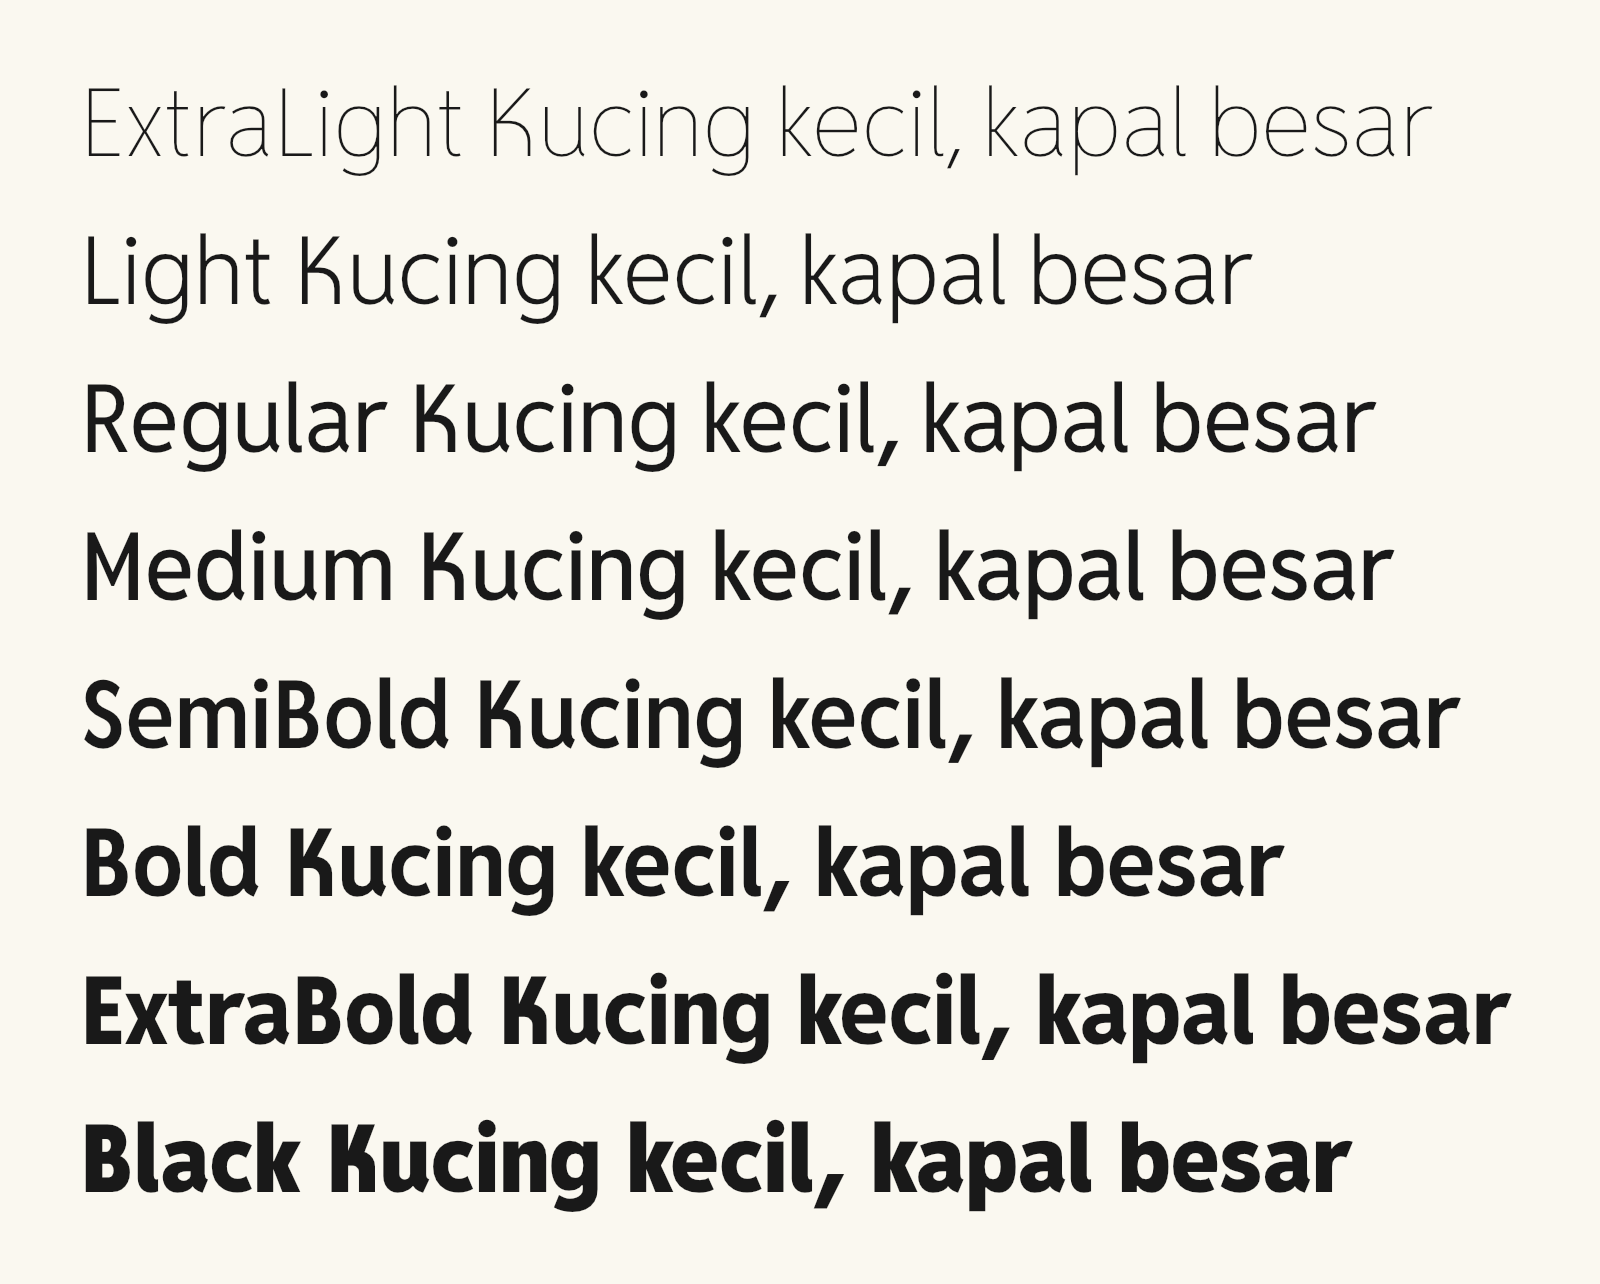 ExtraLight Kucing kecil, kapal besar
Light Kucing kecil, kapal besar
Regular Kucing kecil, kapal besar
Medium Kucing kecil, kapal besar
SemiBold Kucing kecil, kapal besar
Bold Kucing kecil, kapal besar
ExtraBold Kucing kecil, kapal besar
Black Kucing kecil, kapal besar